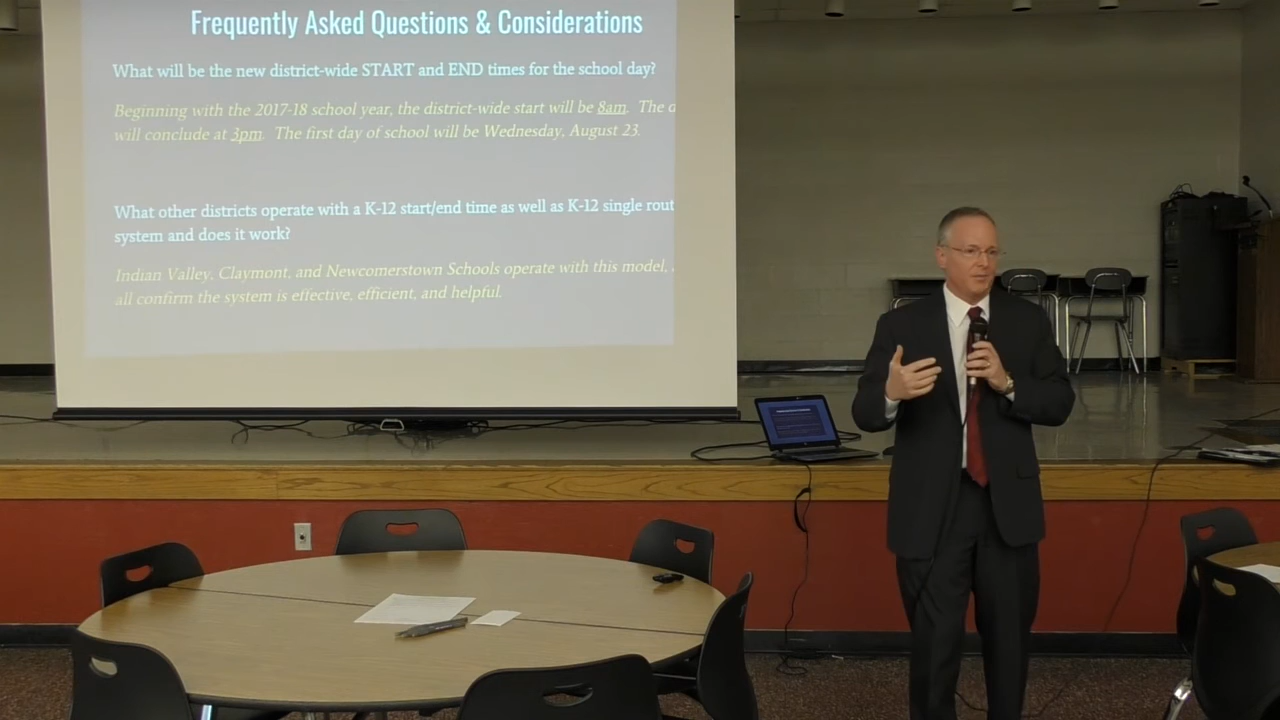 Frequently Asked Questions & Considerations
What will be the new district-wide START and END times for the school day?
Beginning with the 2017-18 school year, the district-wide start will be 8am. The
will conclude at 3pm. The first day of school will be Wednesday, August 23.
What other districts operate with a K-12 start/end time as well as K-12 single
system and does it work?
Indian Valley, Claymont, and Newcomerstown Schools operate with this model,
all confirm the system is effective, efficient, and helpful.